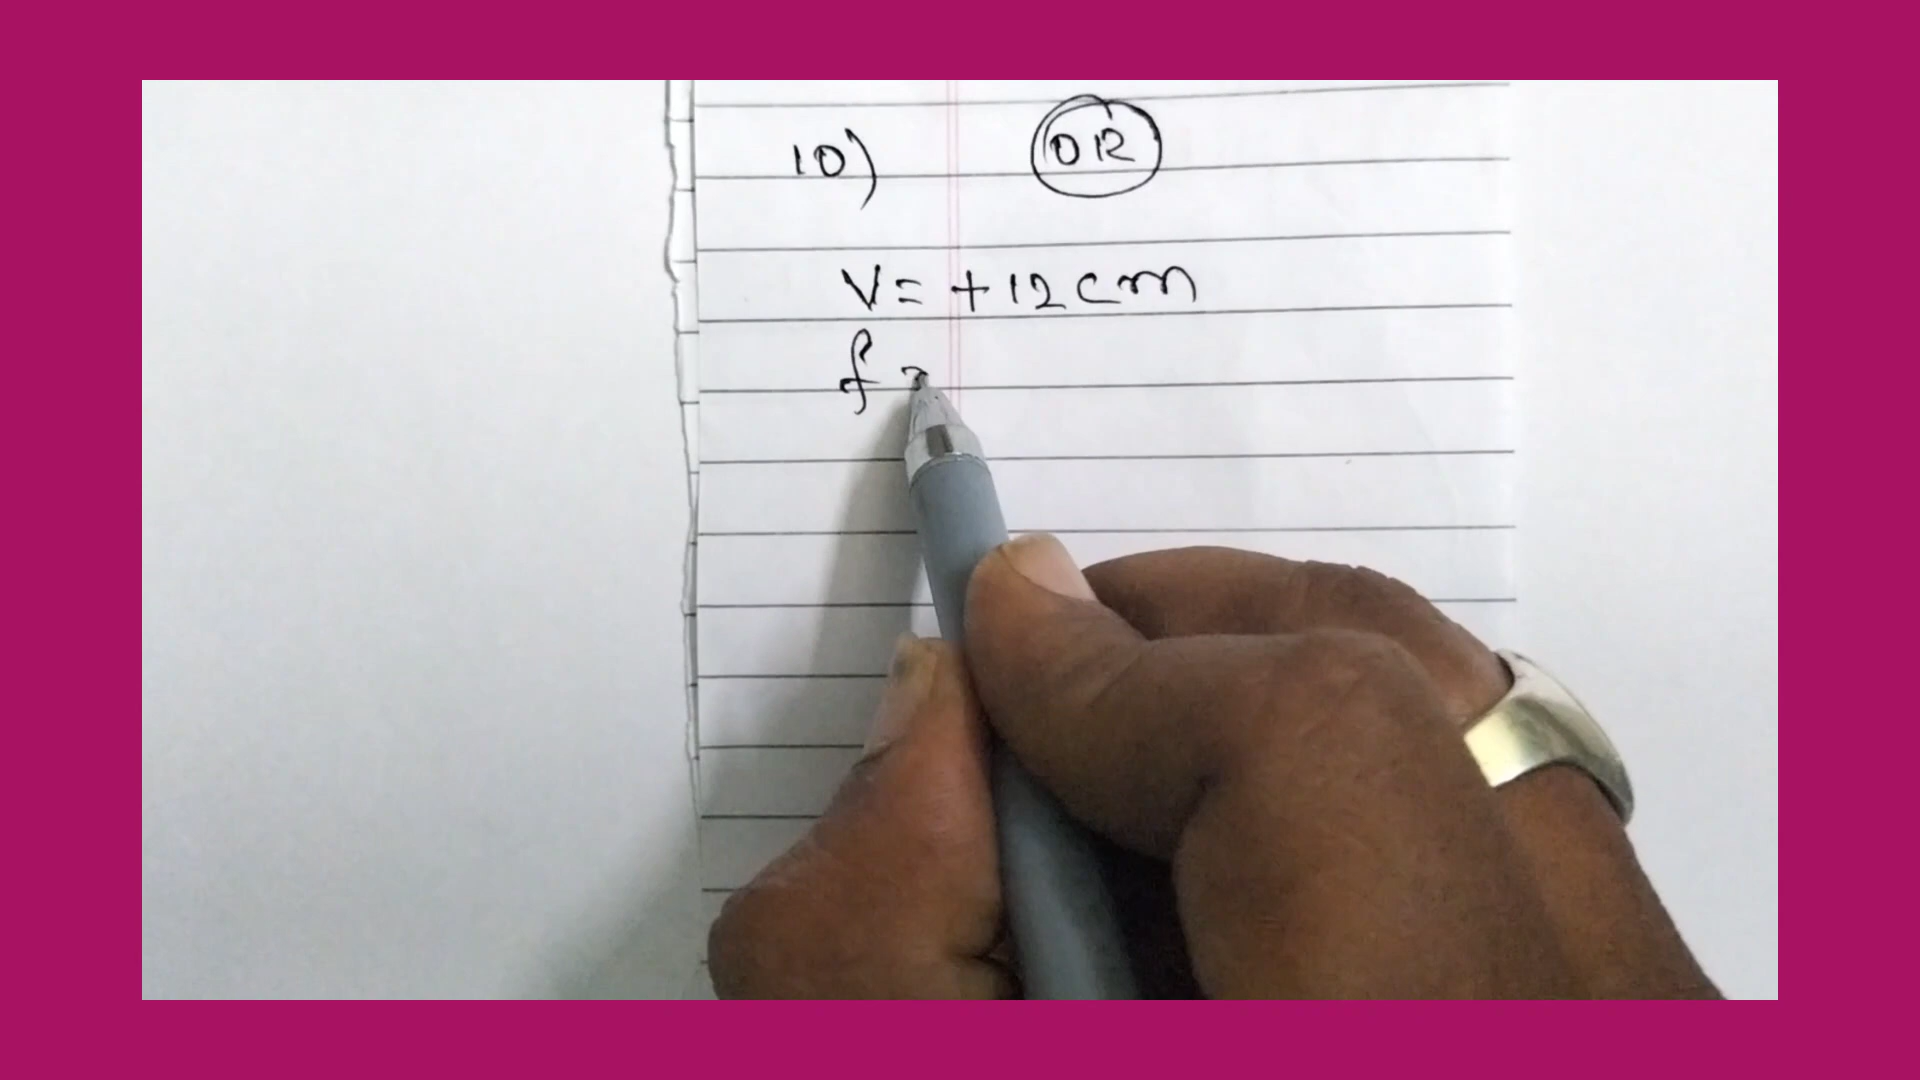 10) OR
V = +12 cm
f =